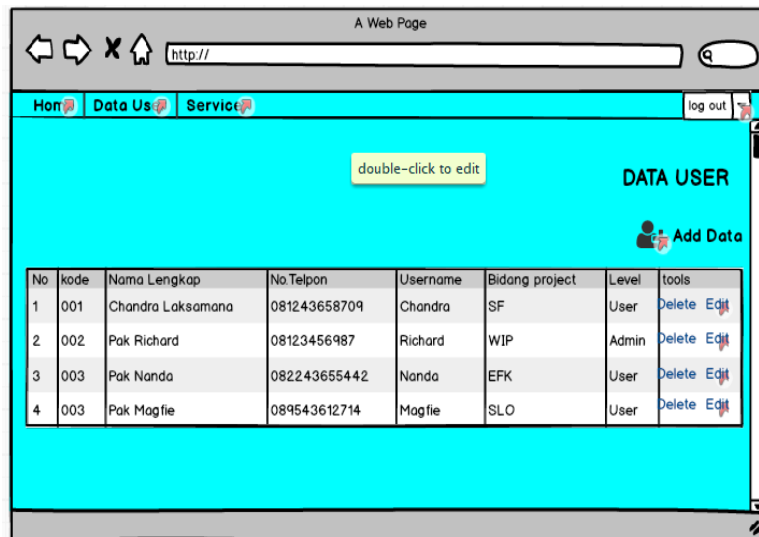 A Web Page
http://
Home Data User Service log out
double-click to edit
DATA USER
Add Data
No kode Nama Lengkap No.Telpon Username Bidang project Level tools
1 001 Chandra Laksamana 081243658709 Chandra SF User Delete Edit
2 002 Pak Richard 08123456987 Richard WIP Admin Delete Edit
3 003 Pak Nanda 082243655442 Nanda EFK User Delete Edit
4 003 Pak Magfie 089543612714 Magfie SLO User Delete Edit